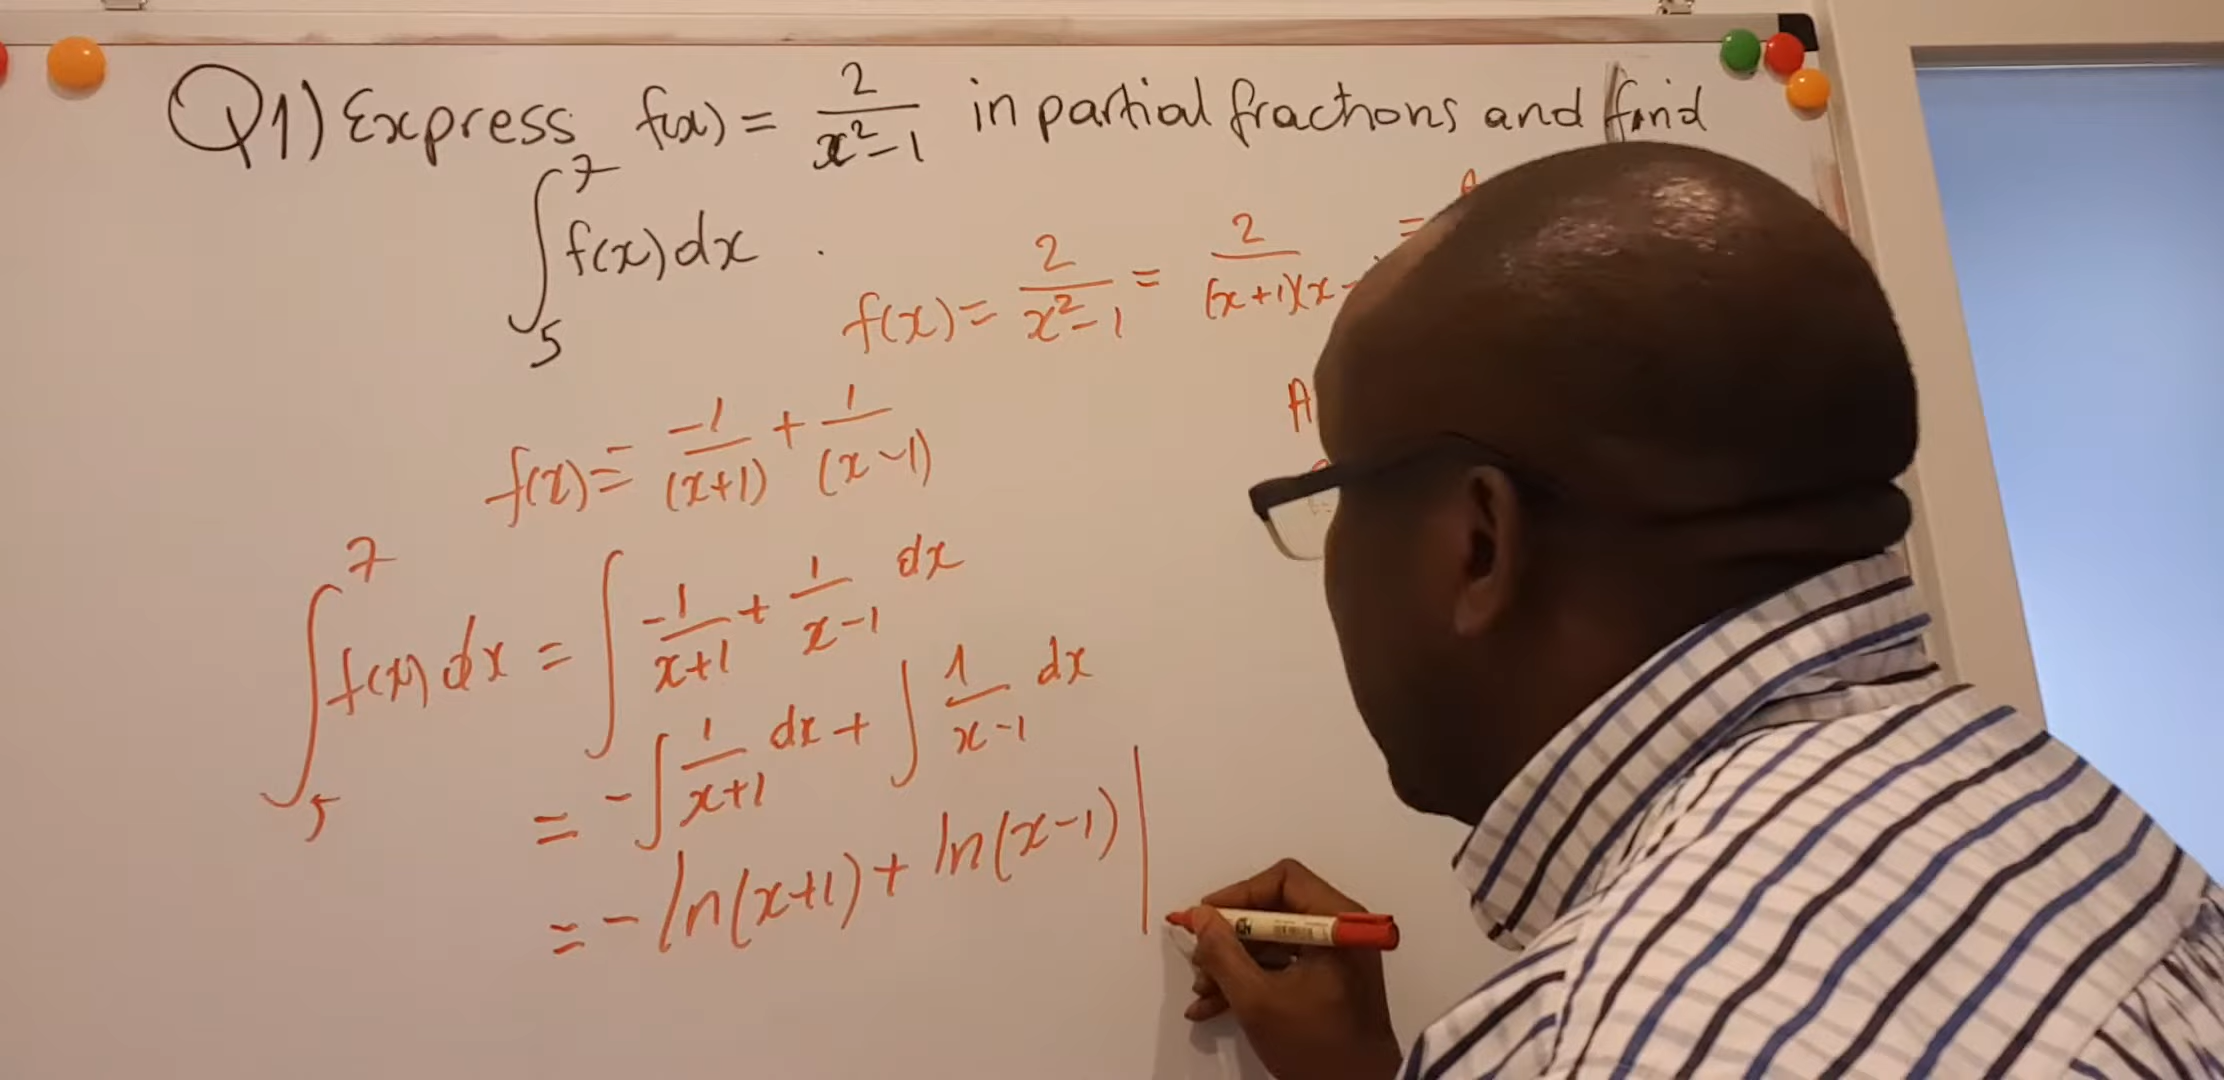 Q1) Express f(x) = 2/(x²-1) in partial fractions and find
∫₅⁷ f(x) dx .
f(x) = 2/(x²-1) = 2/((x+1)(x- =
A
f(x) = -1/(x+1) + 1/(x-1)
∫₅⁷ f(x) dx = ∫ -1/(x+1) + 1/(x-1) dx
= -∫ 1/(x+1) dx + ∫ 1/(x-1) dx
= - ln(x+1) + ln(x-1) |